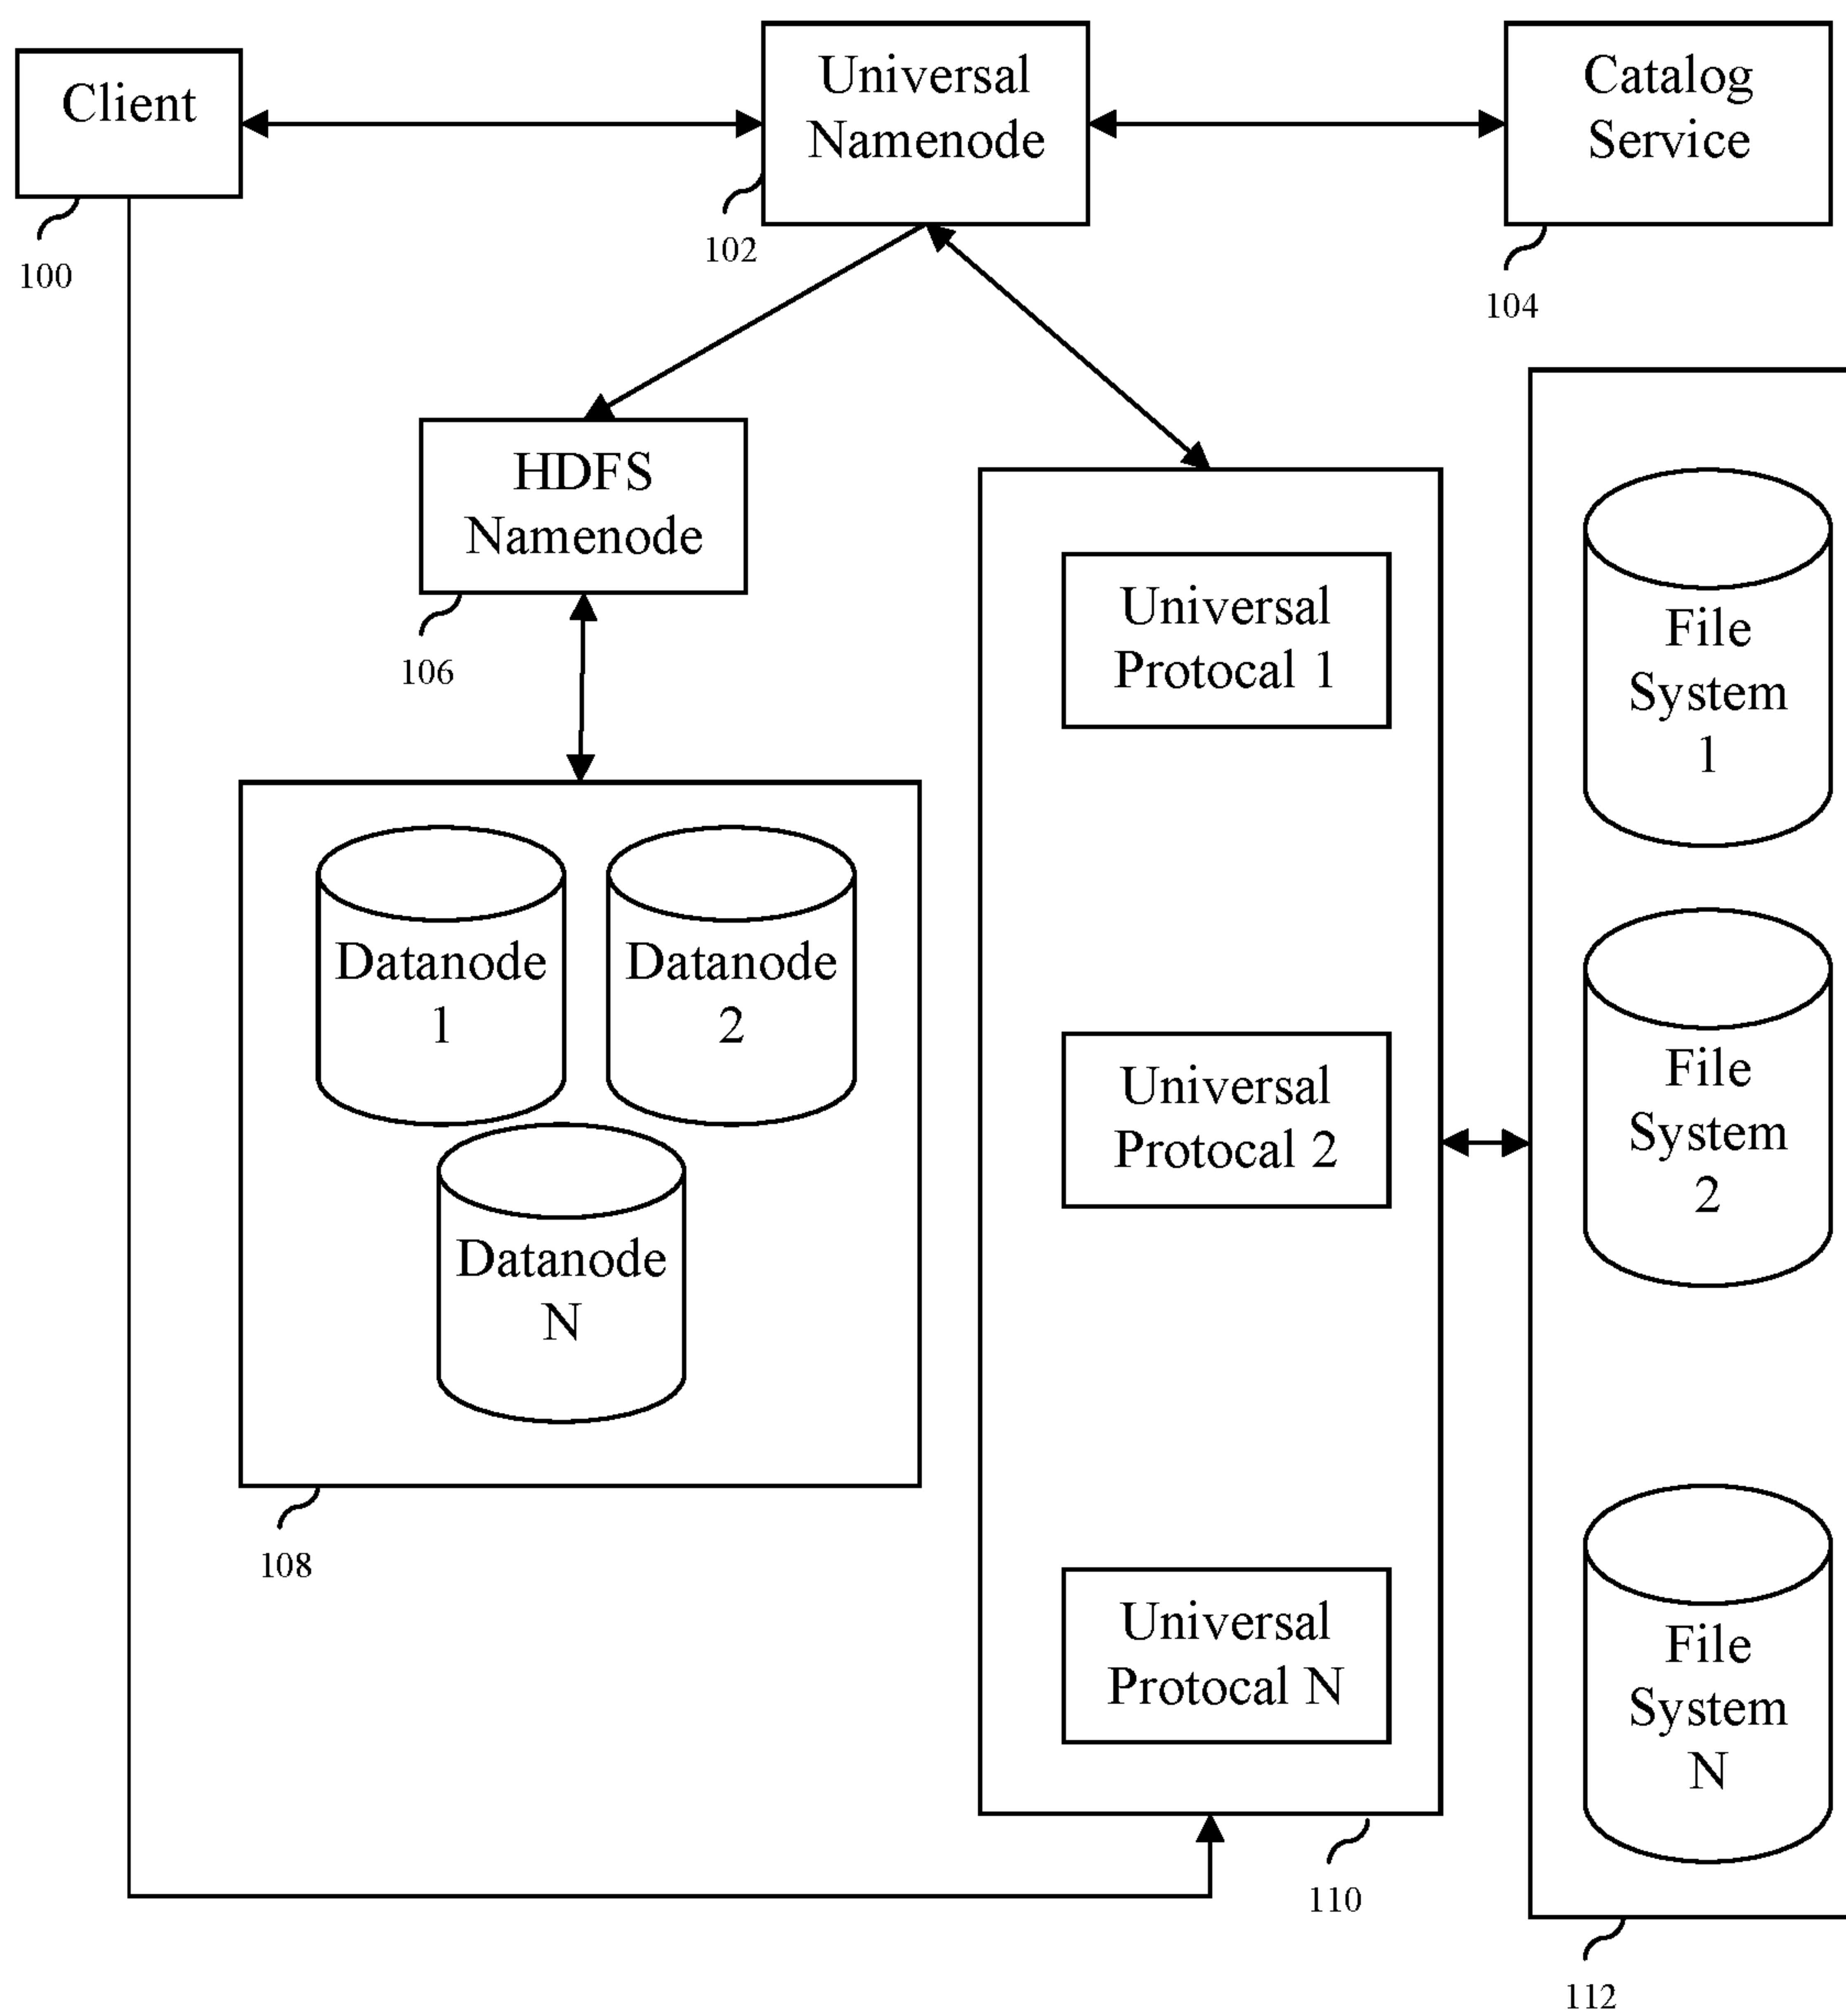 Client
100
Universal
Namenode
102
Catalog
Service
104
HDFS
Namenode
106
Datanode
1
Datanode
2
Datanode
N
108
Universal
Protocal 1
Universal
Protocal 2
Universal
Protocal N
110
File
System
1
File
System
2
File
System
N
112